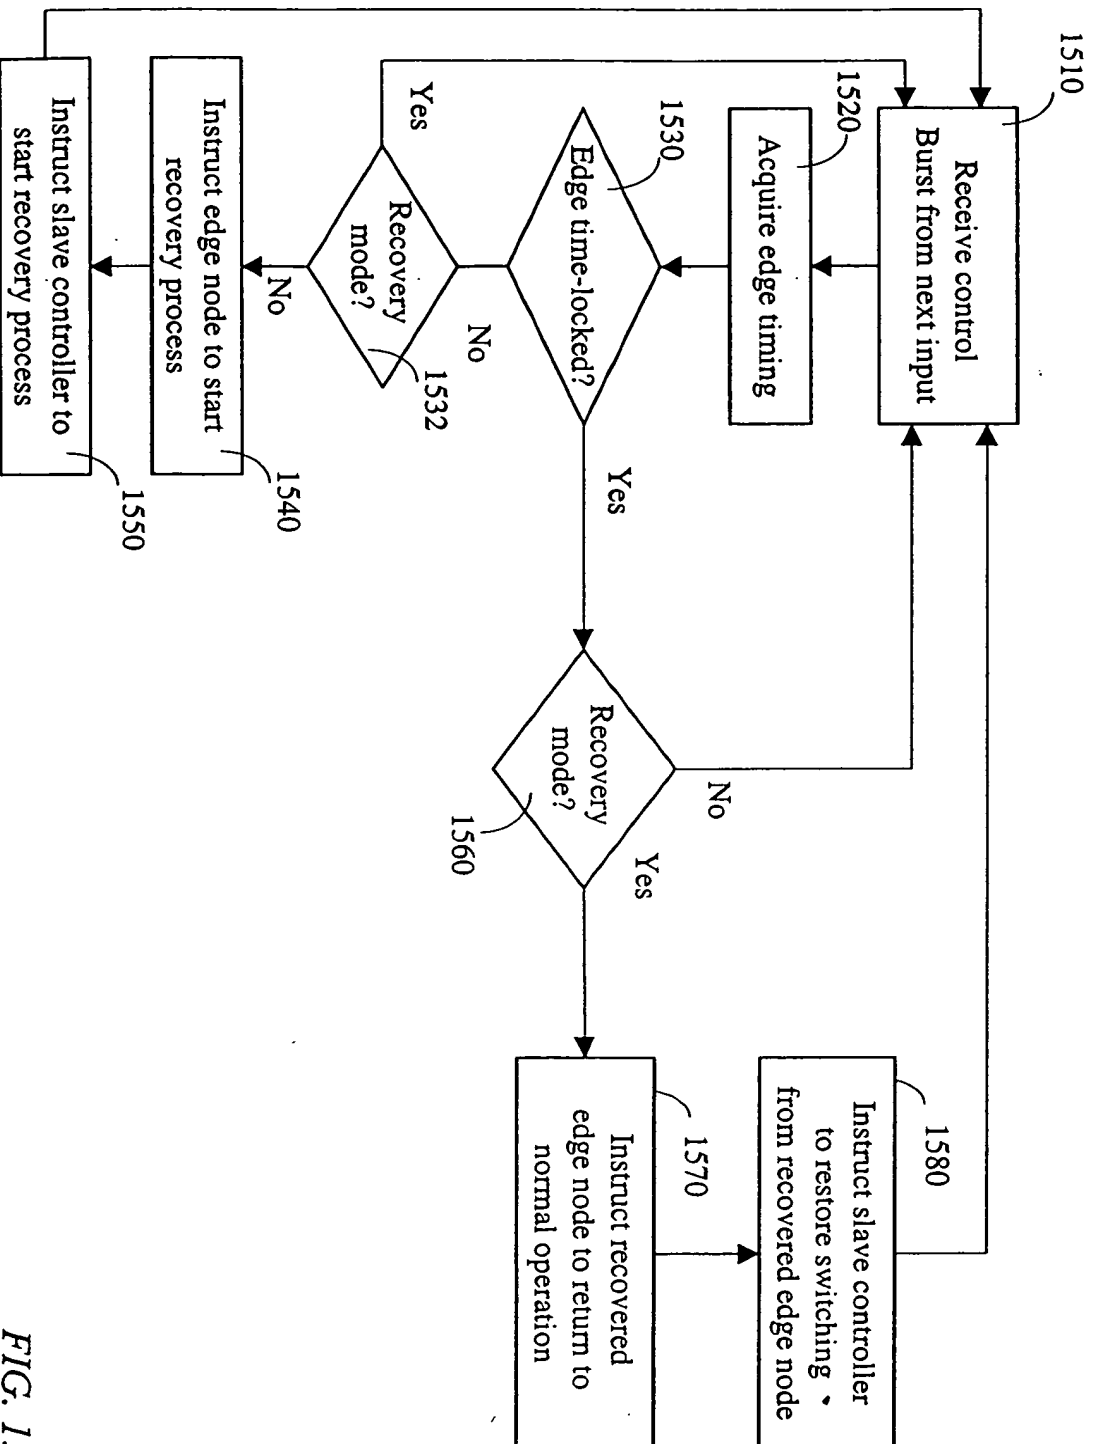 1510
Receive control
Burst from next input
1520
Acquire edge timing
1530
Edge time-locked?
Yes
No
Recovery
mode?
1532
Yes
No
Instruct edge node to start
recovery process
1540
Instruct slave controller to
start recovery process
1550
Recovery
mode?
1560
No
Yes
1570
Instruct recovered
edge node to return to
normal operation
1580
Instruct slave controller
to restore switching
from recovered edge node
FIG.